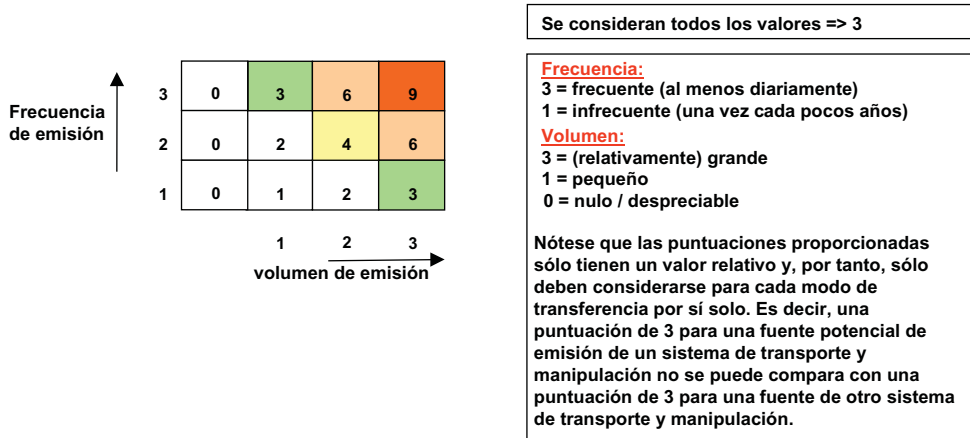 Se consideran todos los valores => 3
Frecuencia
de emisión
3 0 3 6 9
2 0 2 4 6
1 0 1 2 3
1 2 3
volumen de emisión
Frecuencia:
3 = frecuente (al menos diariamente)
1 = infrecuente (una vez cada pocos años)
Volumen:
3 = (relativamente) grande
1 = pequeño
0 = nulo / despreciable
Nótese que las puntuaciones proporcionadas
sólo tienen un valor relativo y, por tanto, sólo
deben considerarse para cada modo de
transferencia por sí solo. Es decir, una
puntuación de 3 para una fuente potencial de
emisión de un sistema de transporte y
manipulación no se puede compara con una
puntuación de 3 para una fuente de otro sistema
de transporte y manipulación.